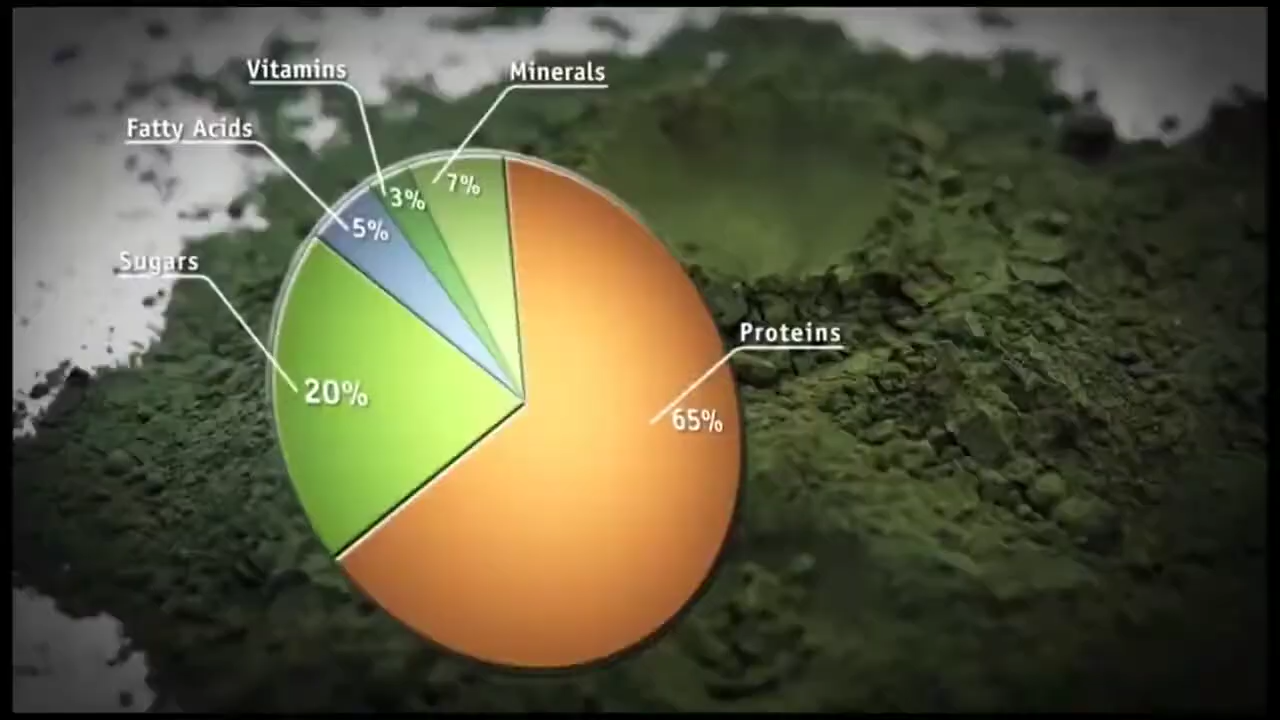 Vitamins
Minerals
Fatty Acids
3%
7%
5%
Sugars
Proteins
20%
65%